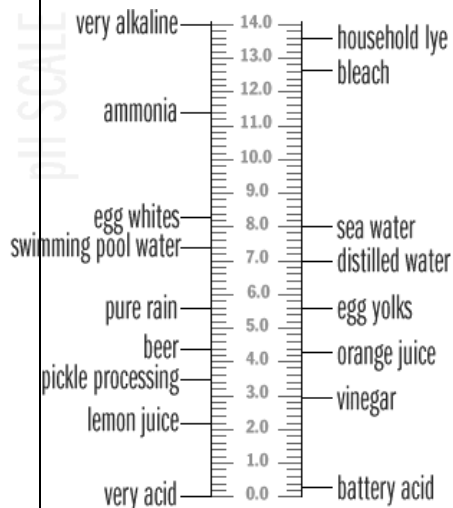 pH SCALE
very alkaline
ammonia
egg whites
swimming pool water
pure rain
beer
pickle processing
lemon juice
very acid
14.0
13.0
12.0
11.0
10.0
9.0
8.0
7.0
6.0
5.0
4.0
3.0
2.0
1.0
0.0
household lye
bleach
sea water
distilled water
egg yolks
orange juice
vinegar
battery acid